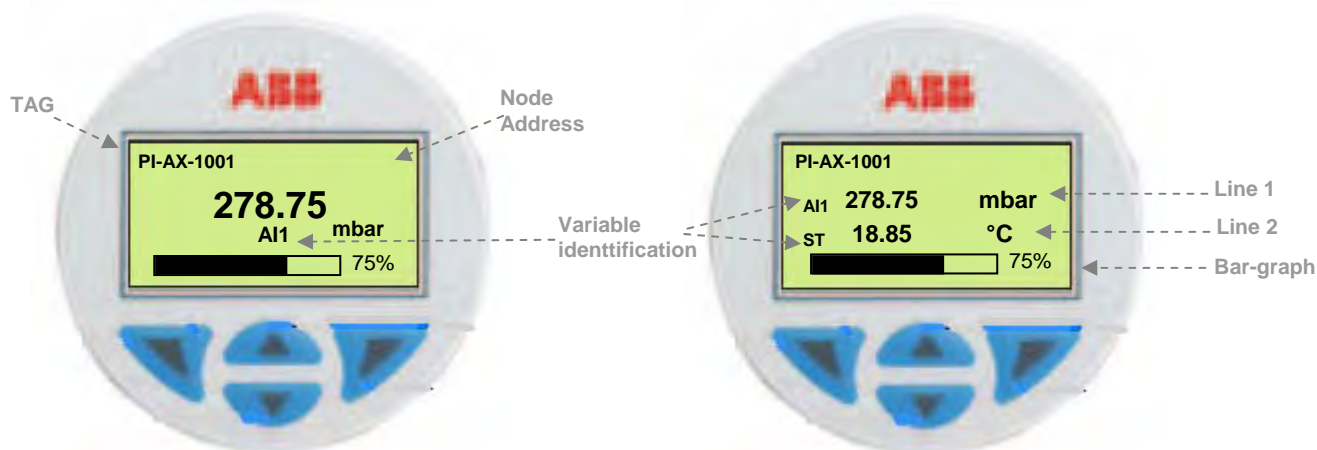 ABB
ABB
TAG
Node
Address
PI-AX-1001
278.75
AI1 mbar
75%
Variable
identtification
PI-AX-1001
AI1 278.75 mbar
ST 18.85 °C
75%
Line 1
Line 2
Bar-graph